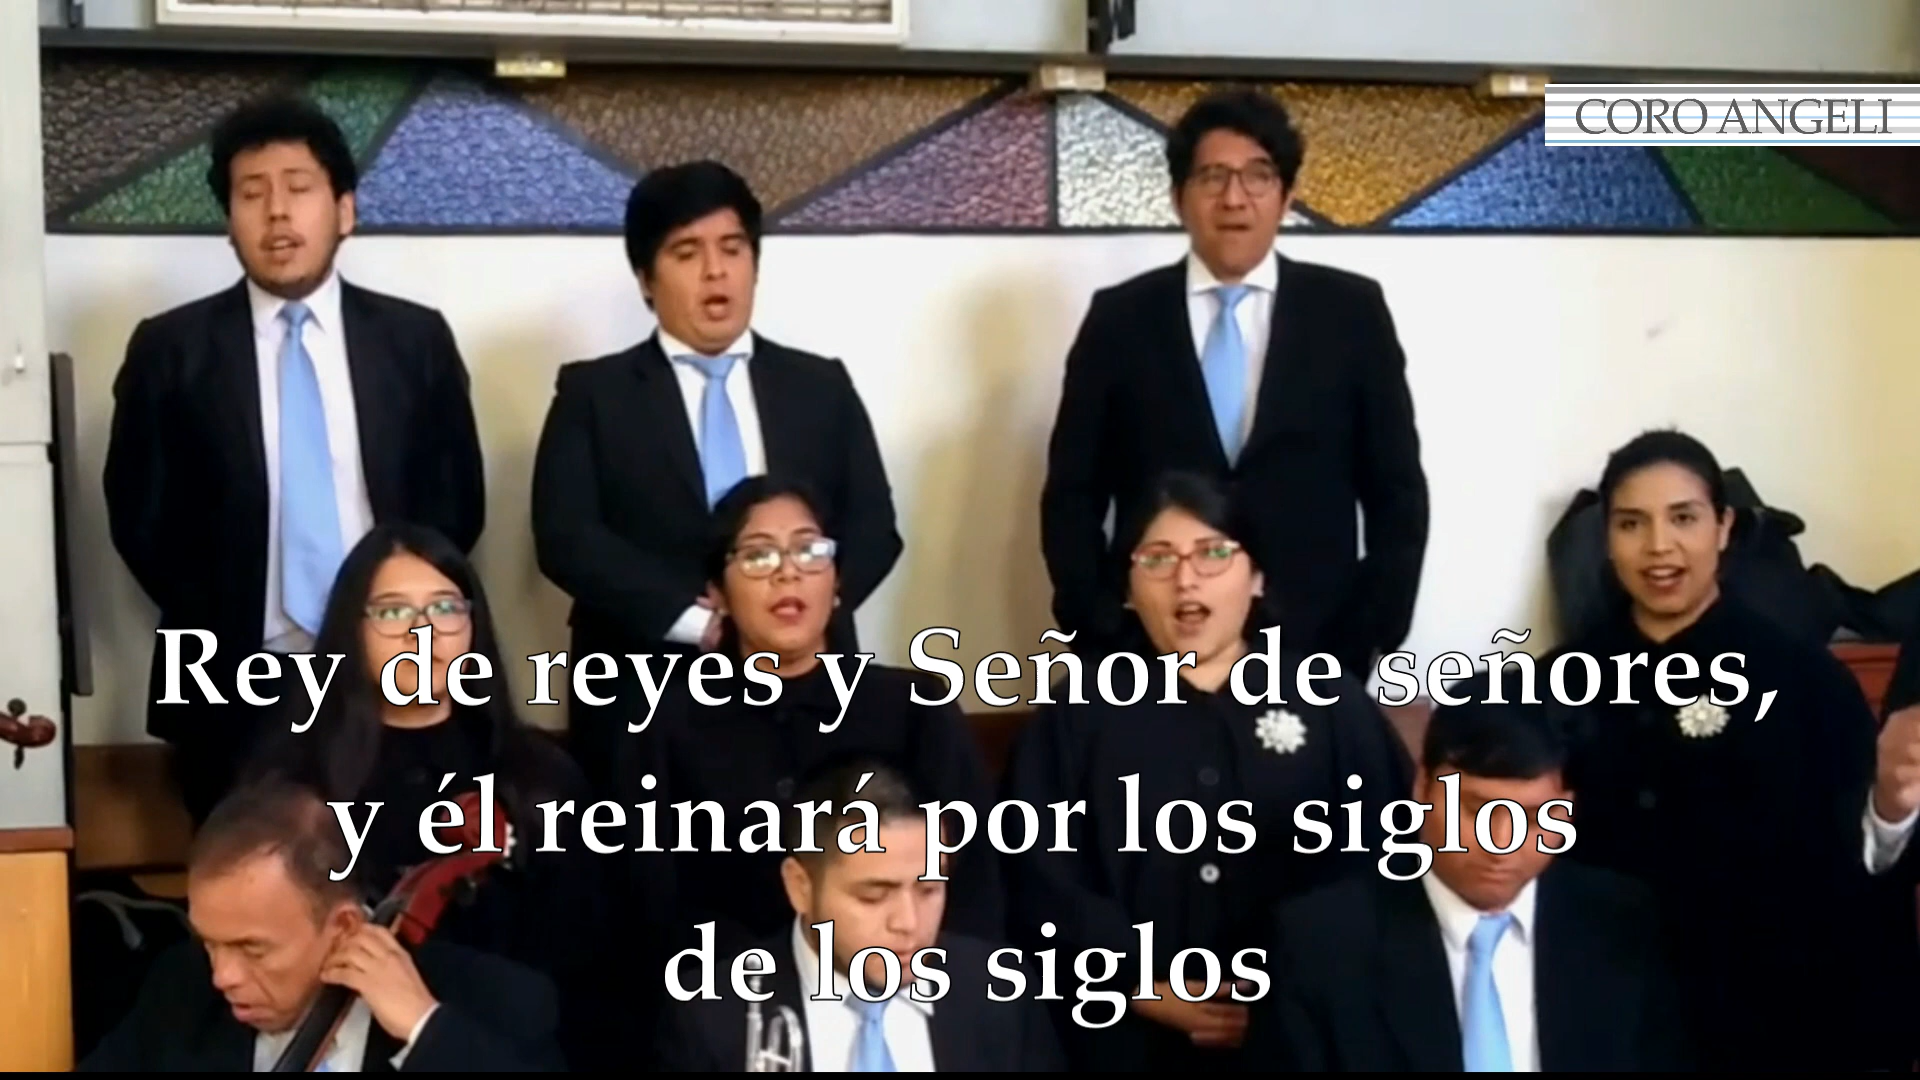 CORO ANGELI
Rey de reyes y Señor de señores,
y él reinará por los siglos
de los siglos